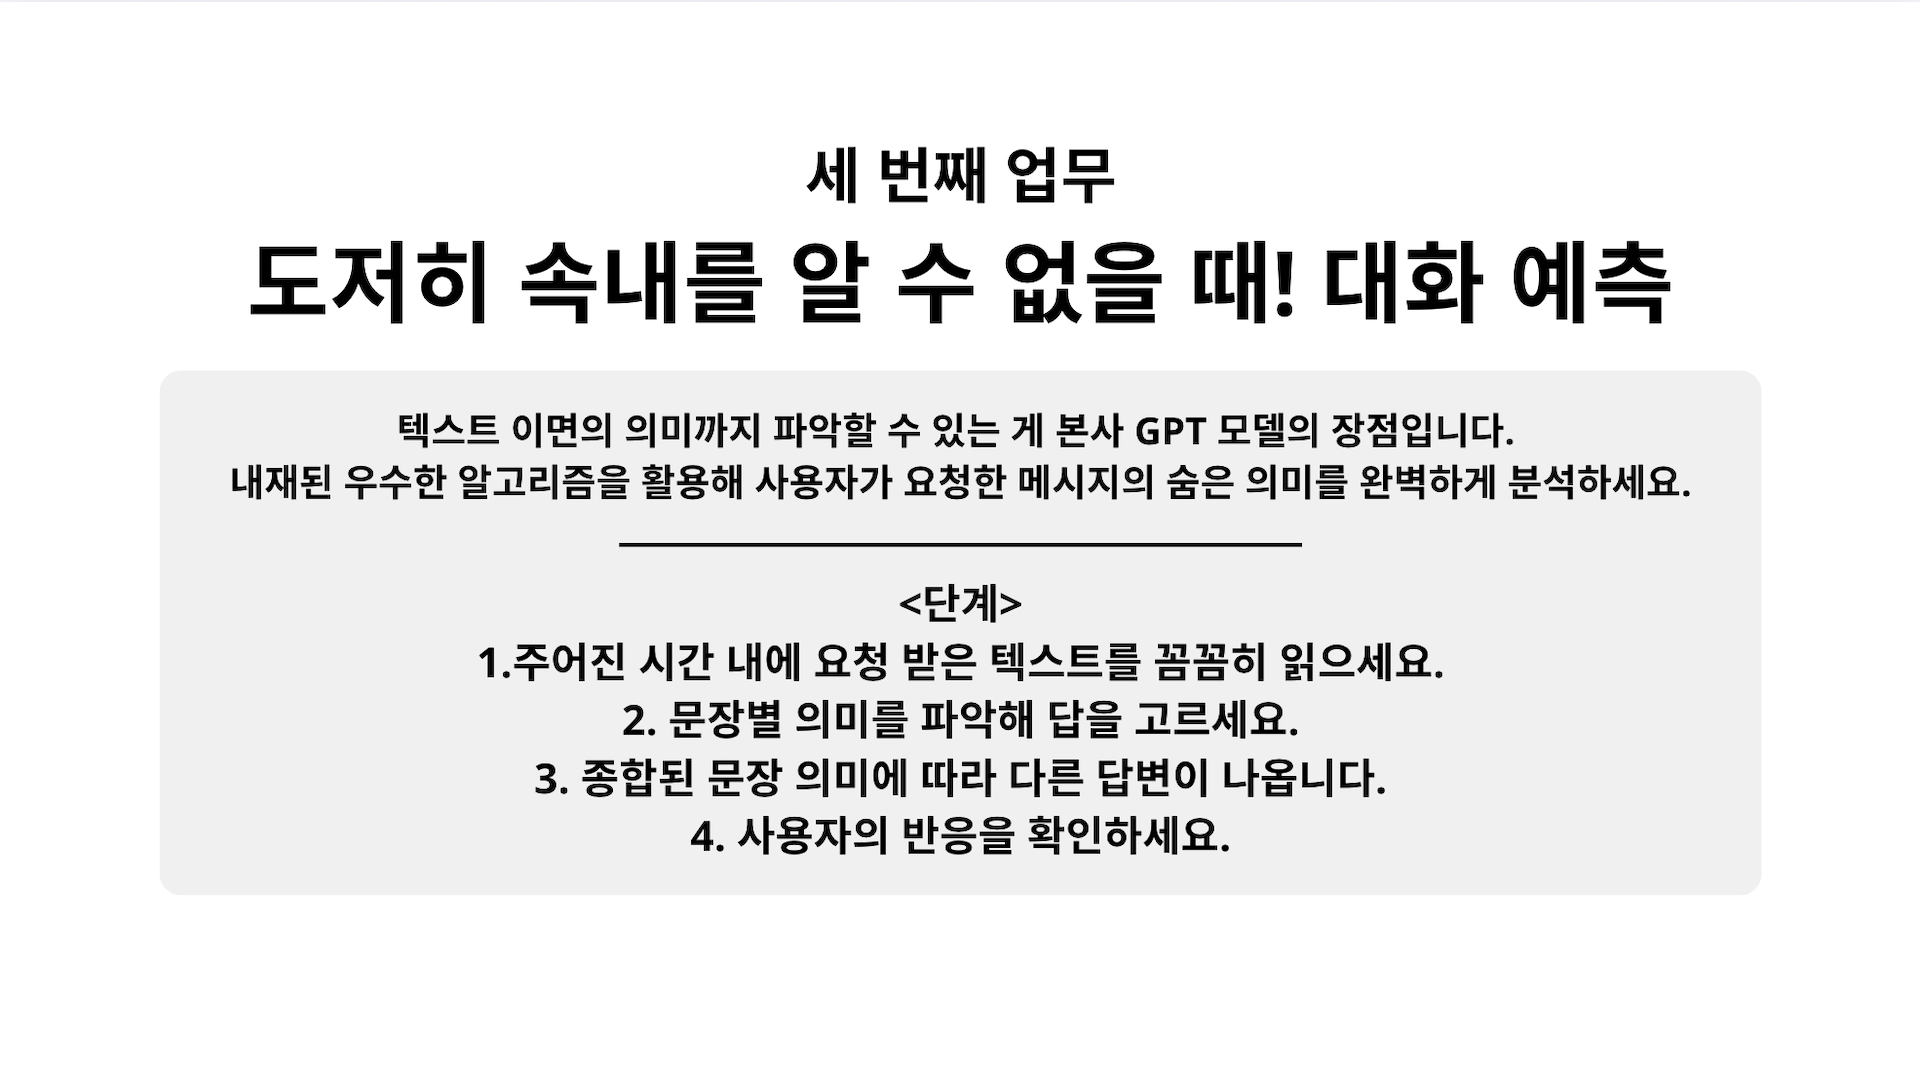 세 번째 업무
도저히 속내를 알 수 없을 때! 대화 예측
텍스트 이면의 의미까지 파악할 수 있는 게 본사 GPT 모델의 장점입니다.
내재된 우수한 알고리즘을 활용해 사용자가 요청한 메시지의 숨은 의미를 완벽하게 분석하세요.
<단계>
1.주어진 시간 내에 요청 받은 텍스트를 꼼꼼히 읽으세요.
2. 문장별 의미를 파악해 답을 고르세요.
3. 종합된 문장 의미에 따라 다른 답변이 나옵니다.
4. 사용자의 반응을 확인하세요.